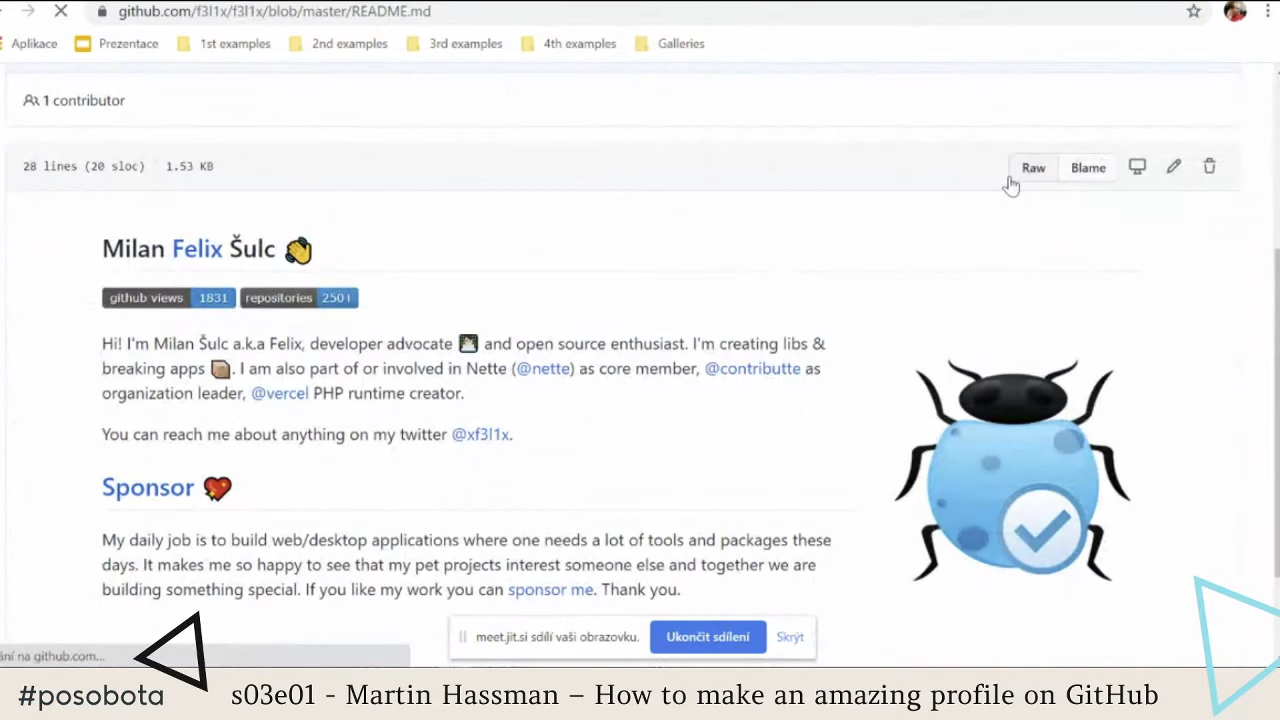 github.com/f3l1x/f3l1x/blob/master/README.md
Aplikace Prezentace 1st examples 2nd examples 3rd examples 4th examples Galleries
1 contributor
28 lines (20 sloc) 1.53 KB
Raw Blame
Milan Felix Šulc
github views 1831 repositories 250
Hi! I'm Milan Šulc a.k.a Felix, developer advocate and open source enthusiast. I'm creating libs &
breaking apps . I am also part of or involved in Nette (@nette) as core member, @contributte as
organization leader, @vercel PHP runtime creator.
You can reach me about anything on my twitter @xf3l1x.
Sponsor
My daily job is to build web/desktop applications where one needs a lot of tools and packages these
days. It makes me so happy to see that my pet projects interest someone else and together we are
building something special. If you like my work you can sponsor me. Thank you.
meet.jit.si sdílí vaši obrazovku. Ukončit sdílení Skrýt
ání na github.com...
#posobota s03e01 - Martin Hassman – How to make an amazing profile on GitHub